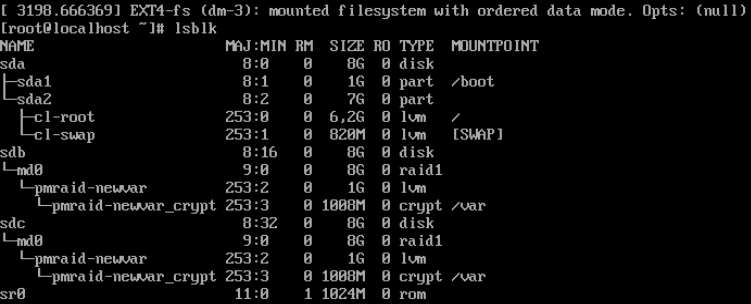 [ 3198.666369] EXT4-fs (dm-3): mounted filesystem with ordered data mode. Opts: (null)
[root@localhost ~]# lsblk
NAME                      MAJ:MIN RM  SIZE RO TYPE  MOUNTPOINT
sda                         8:0    0    8G  0 disk
├─sda1                      8:1    0    1G  0 part  /boot
└─sda2                      8:2    0    7G  0 part
  ├─cl-root               253:0    0  6,2G  0 lvm   /
  └─cl-swap               253:1    0  820M  0 lvm   [SWAP]
sdb                         8:16   0    8G  0 disk
└─md0                       9:0    0    8G  0 raid1
  └─pmraid-newvar         253:2    0    1G  0 lvm
    └─pmraid-newvar_crypt 253:3    0 1008M  0 crypt /var
sdc                         8:32   0    8G  0 disk
└─md0                       9:0    0    8G  0 raid1
  └─pmraid-newvar         253:2    0    1G  0 lvm
    └─pmraid-newvar_crypt 253:3    0 1008M  0 crypt /var
sr0                        11:0    1 1024M  0 rom